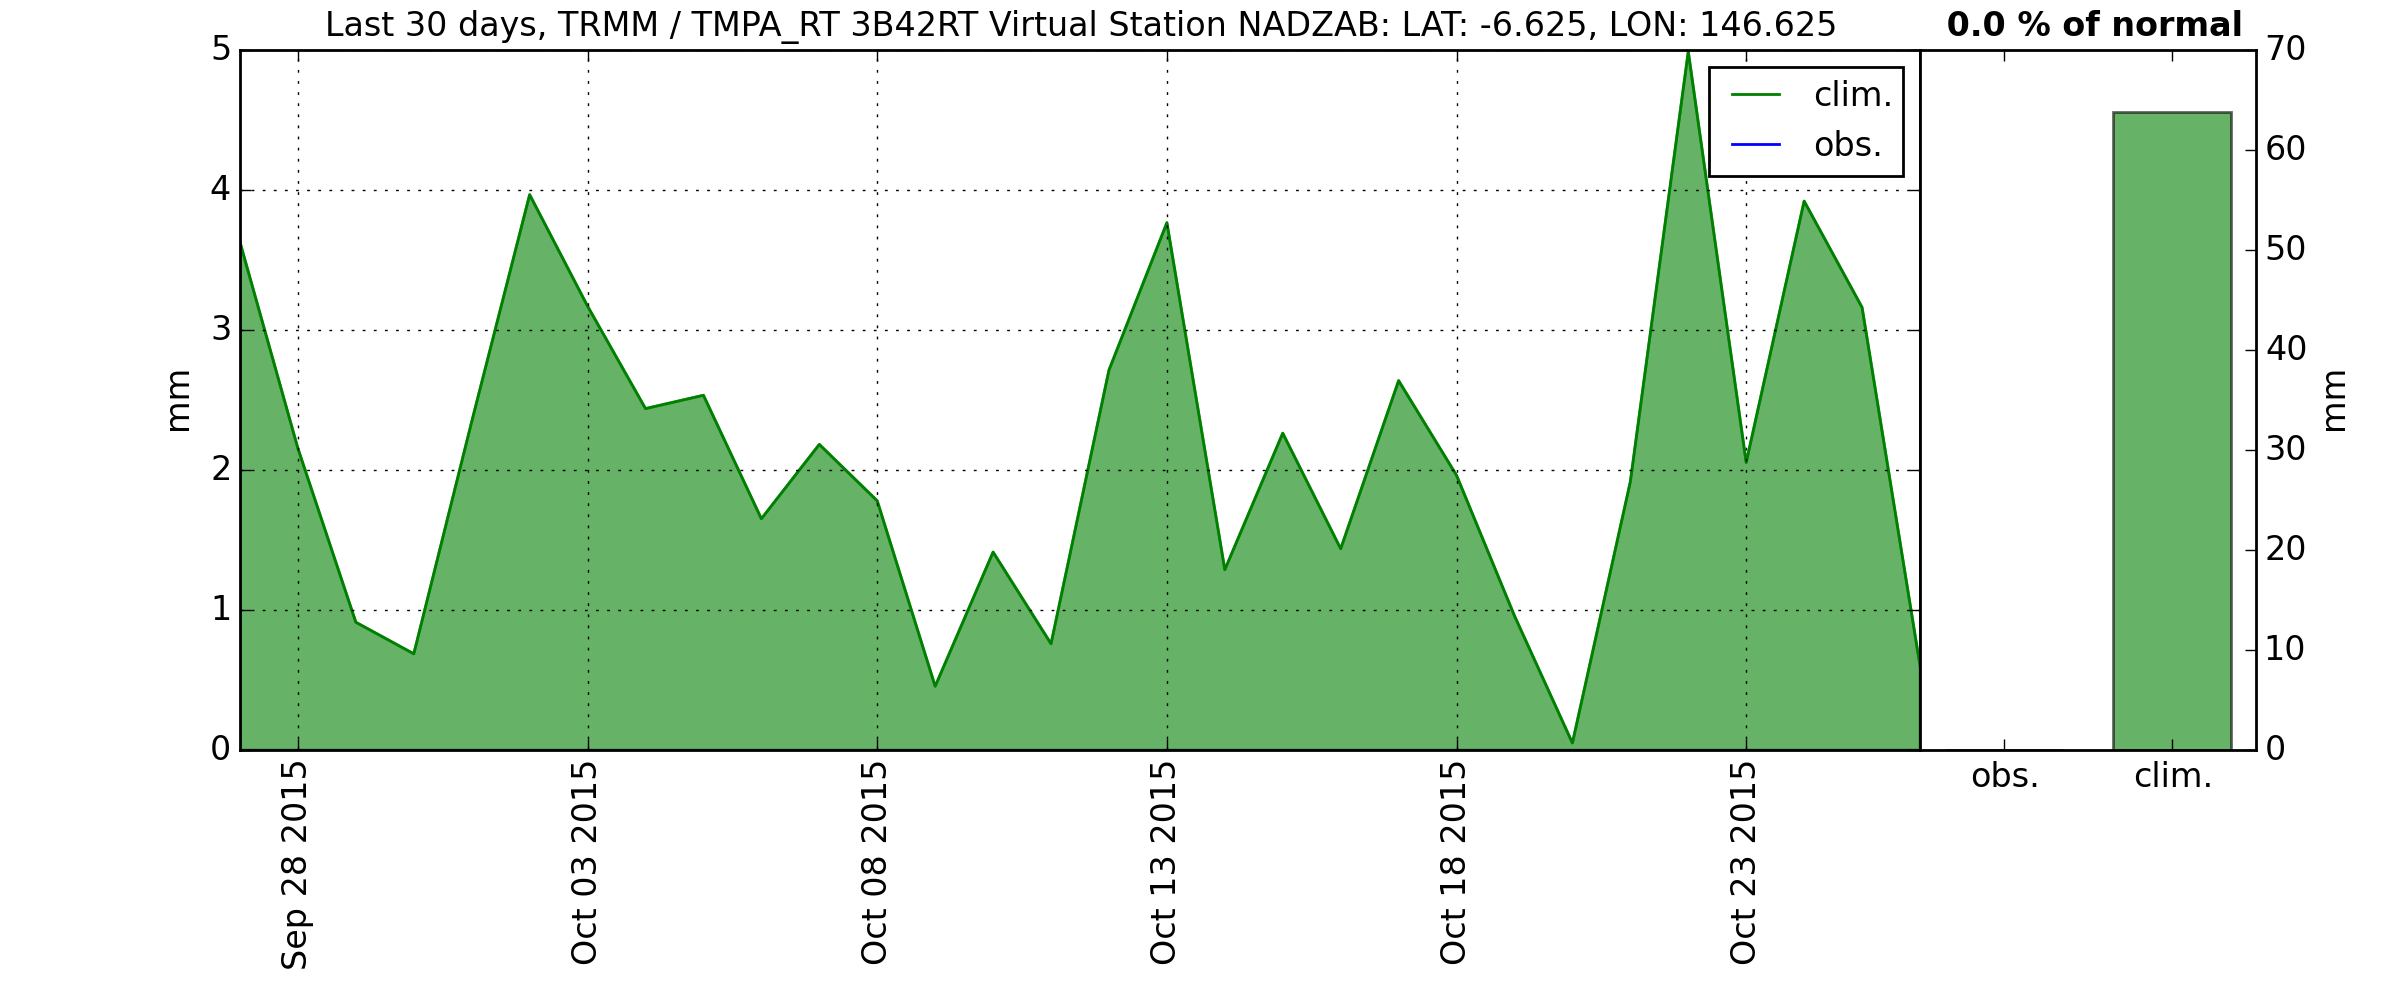 Last 30 days, TRMM / TMPA_RT 3B42RT Virtual Station NADZAB: LAT: -6.625, LON: 146.625
0.0 % of normal
5
4
3
2
1
0
mm
clim.
obs.
70
60
50
40
30
20
10
0
mm
Sep 28 2015
Oct 03 2015
Oct 08 2015
Oct 13 2015
Oct 18 2015
Oct 23 2015
obs.
clim.